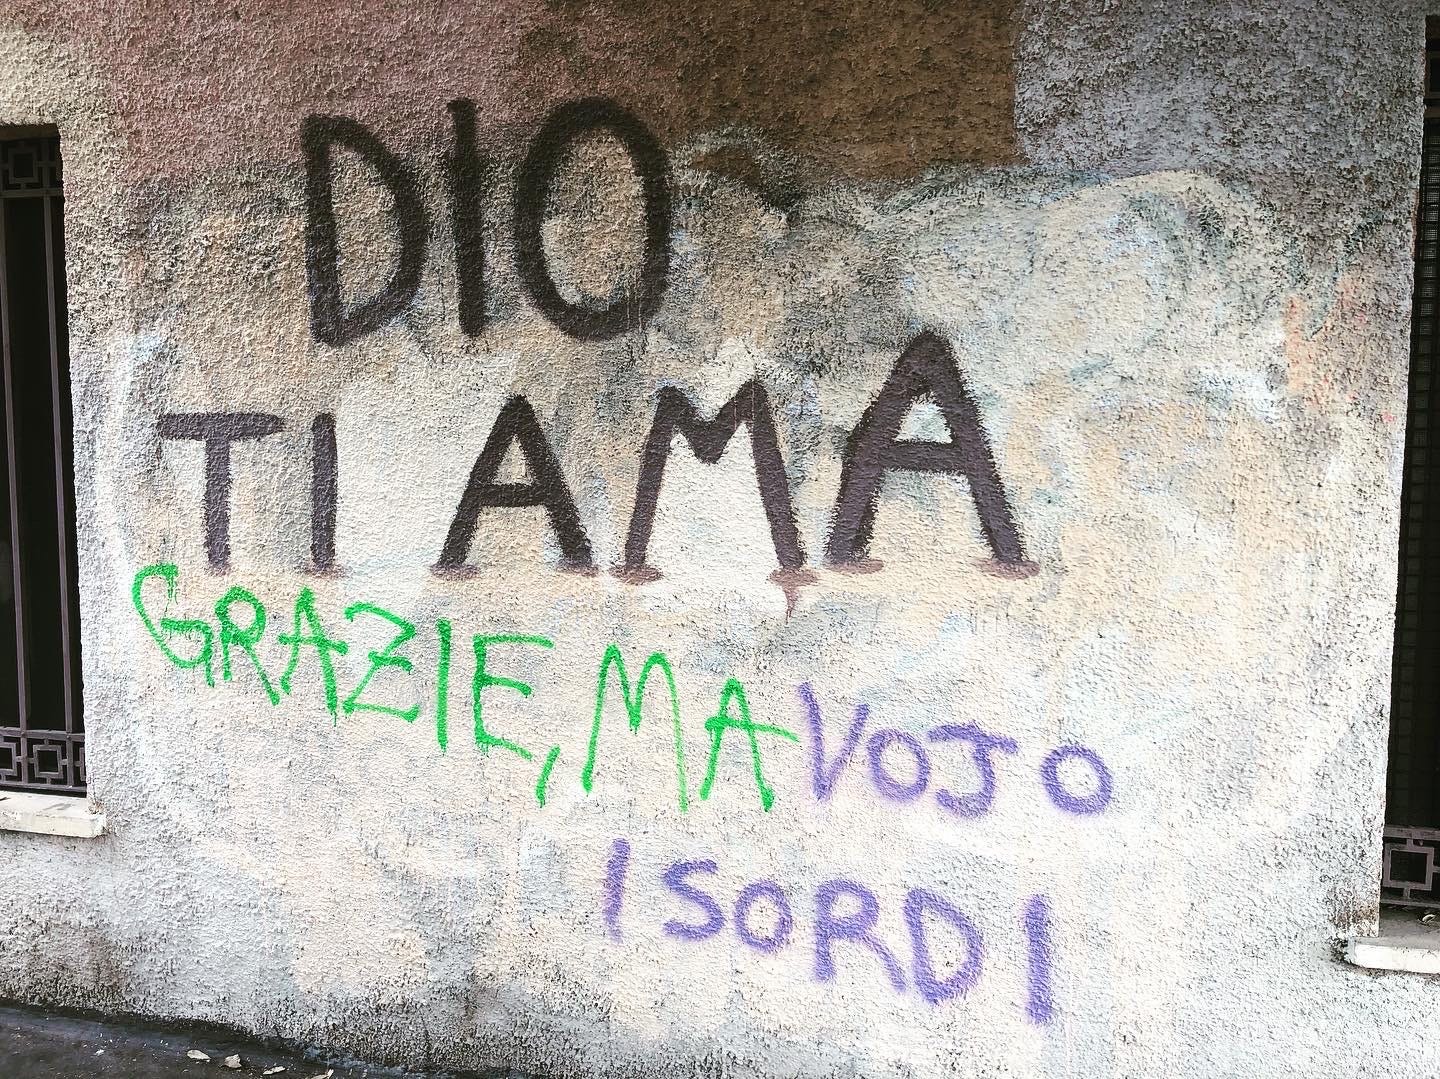 DIO
TI AMA
GRAZIE, MA VOJO
I SORDI